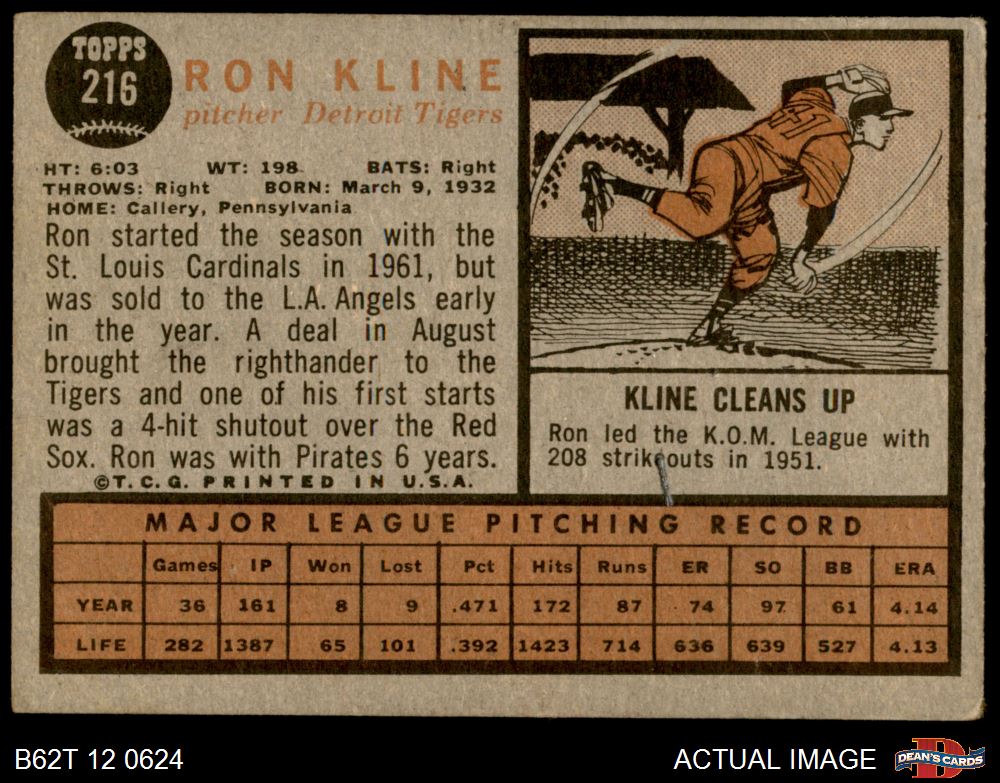 TOPPS
216
RON KLINE
pitcher Detroit Tigers
HT: 6:03 WT: 198 BATS: Right
THROWS: Right BORN: March 9, 1932
HOME: Callery, Pennsylvania
Ron started the season with the
St. Louis Cardinals in 1961, but
was sold to the L.A. Angels early
in the year. A deal in August
brought the righthander to the
Tigers and one of his first starts
was a 4-hit shutout over the Red
Sox. Ron was with Pirates 6 years.
©T.C.G. PRINTED IN U.S.A.
41
KLINE CLEANS UP
Ron led the K.O.M. League with
208 strikeouts in 1951.
MAJOR LEAGUE PITCHING RECORD
Games IP Won Lost Pct Hits Runs ER SO BB ERA
YEAR 36 161 8 9 .471 172 87 74 97 61 4.14
LIFE 282 1387 65 101 .392 1423 714 636 639 527 4.13
B62T 12 0624
ACTUAL IMAGE
D
DEAN'S CARDS